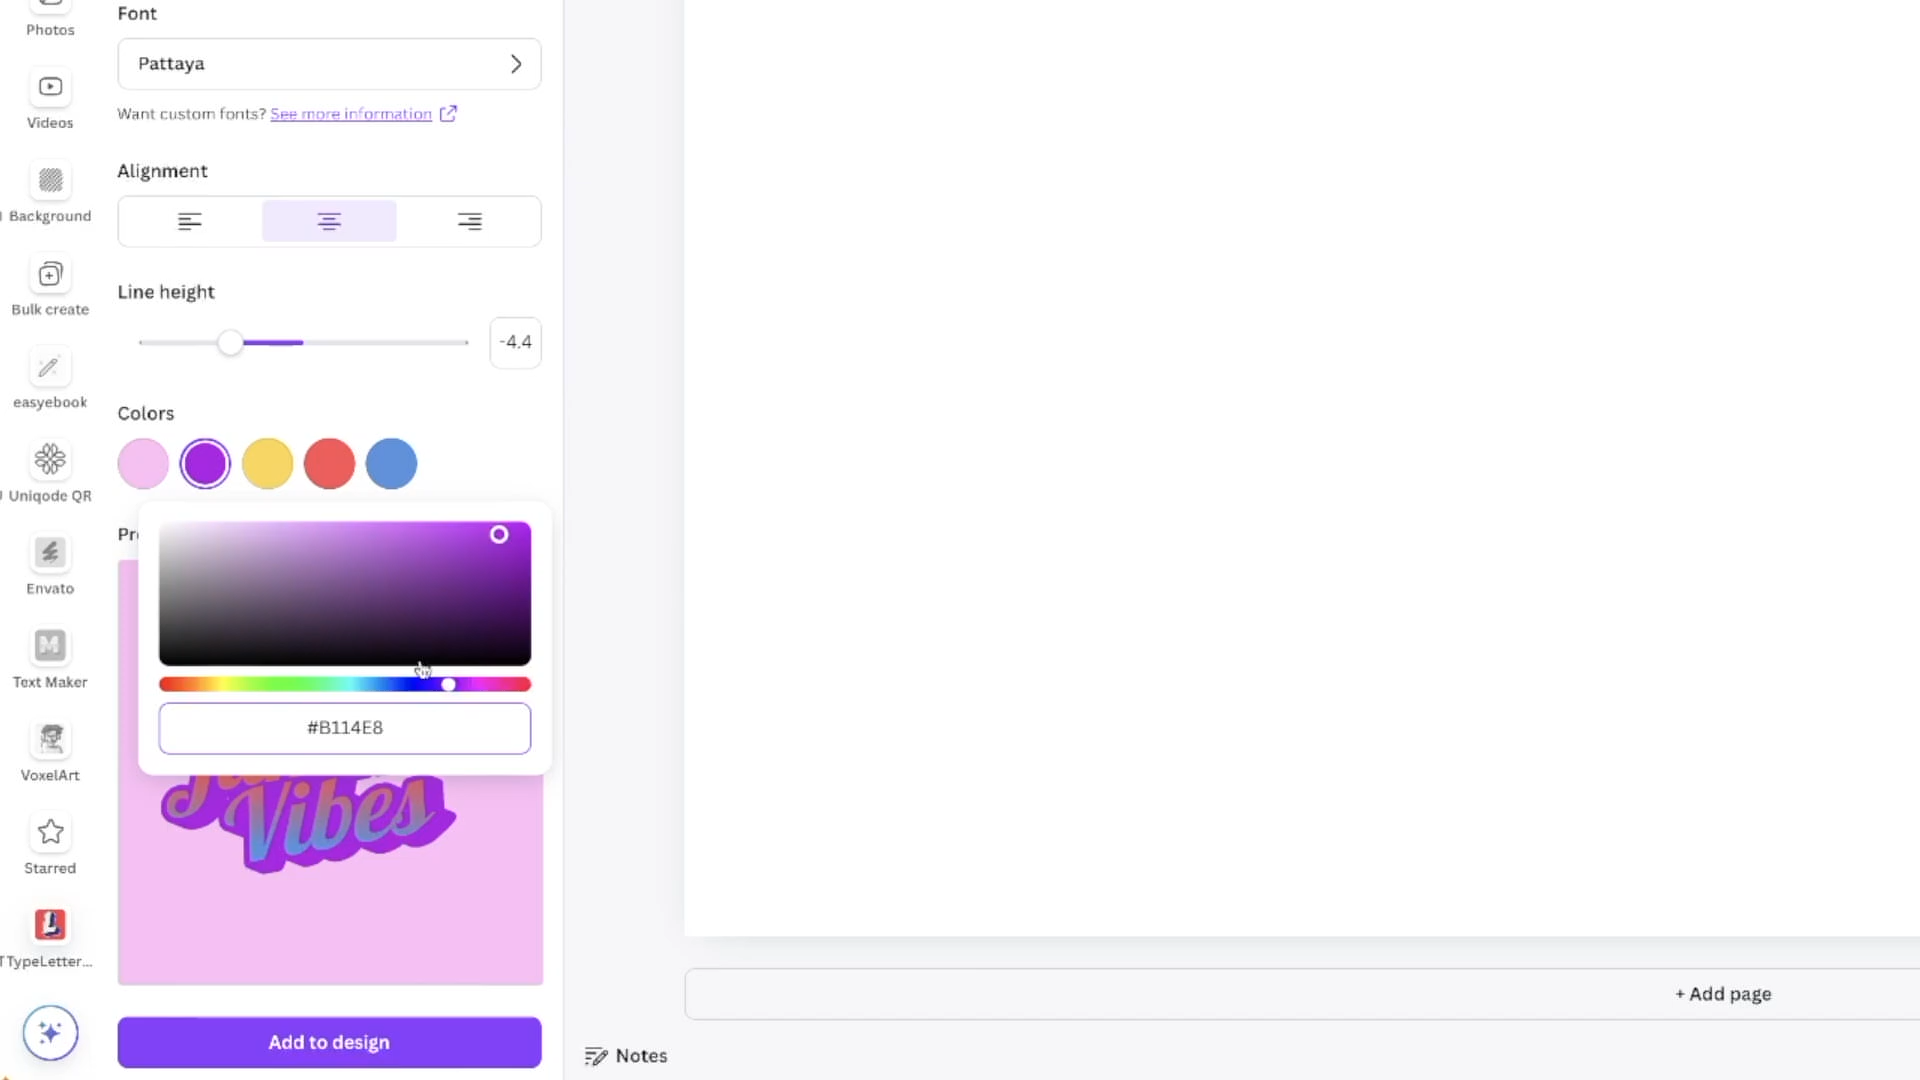 Photos
Videos
Background
Bulk create
easyebook
Uniqode QR
Envato
Text Maker
VoxelArt
Starred
TypeLetter...
Font
Pattaya
Want custom fonts? See more information
Alignment
Line height
-4.4
Colors
#B114E8
Vibes
Add to design
+ Add page
Notes